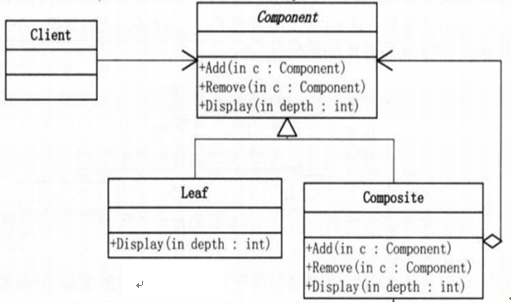 Client
Component
+Add(in c : Component)
+Remove(in c : Component)
+Display(in depth : int)
Leaf
+Display(in depth : int)
Composite
+Add(in c : Component)
+Remove(in c : Component)
+Display(in depth : int)